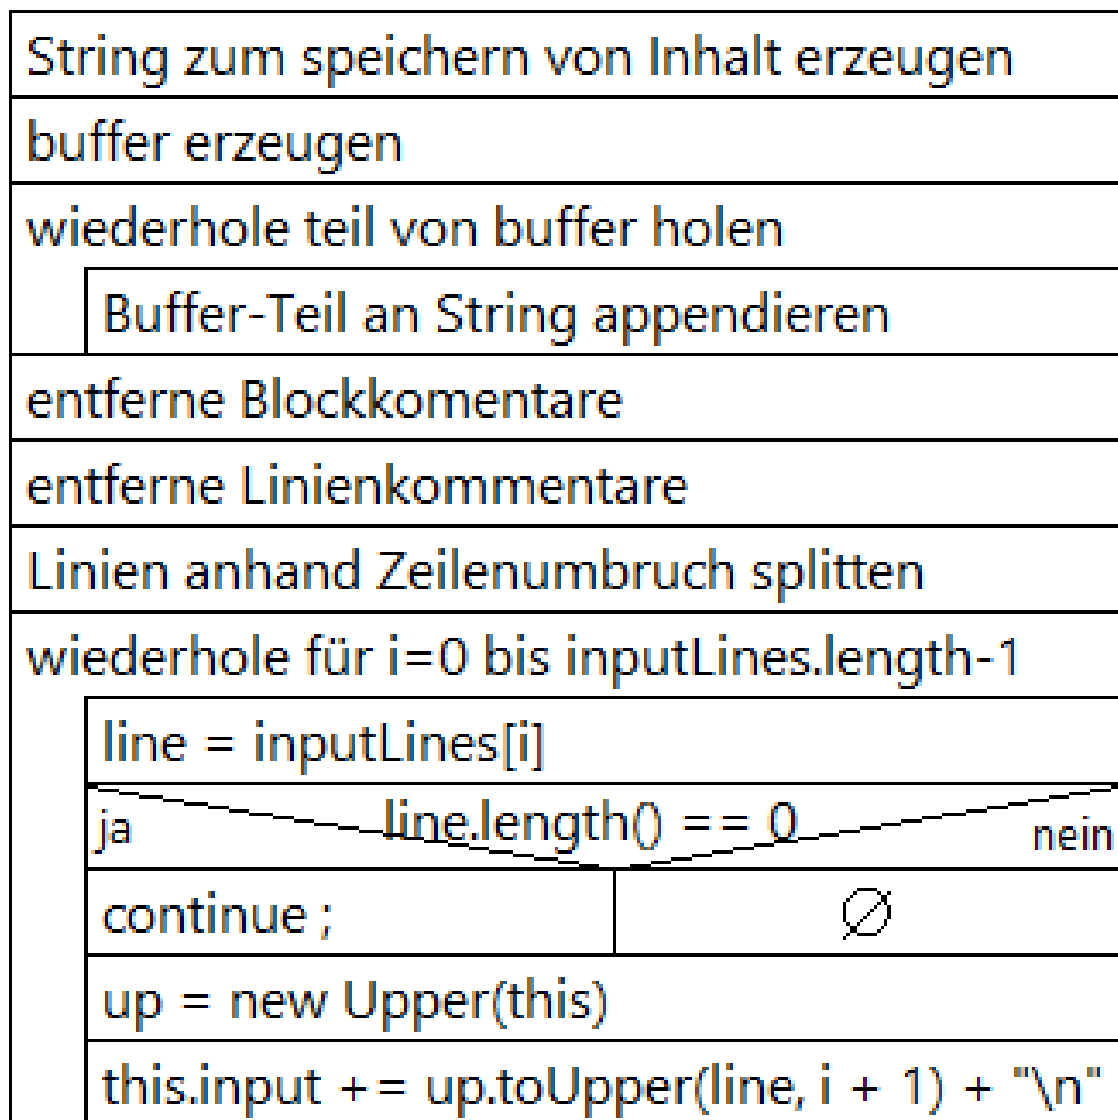 String zum speichern von Inhalt erzeugen
buffer erzeugen
wiederhole teil von buffer holen
Buffer-Teil an String appendieren
entferne Blockkomentare
entferne Linienkommentare
Linien anhand Zeilenumbruch splitten
wiederhole für i=0 bis inputLines.length-1
line = inputLines[i]
line.length() == 0
ja
nein
continue ;
∅
up = new Upper(this)
this.input += up.toUpper(line, i + 1) + "\n"